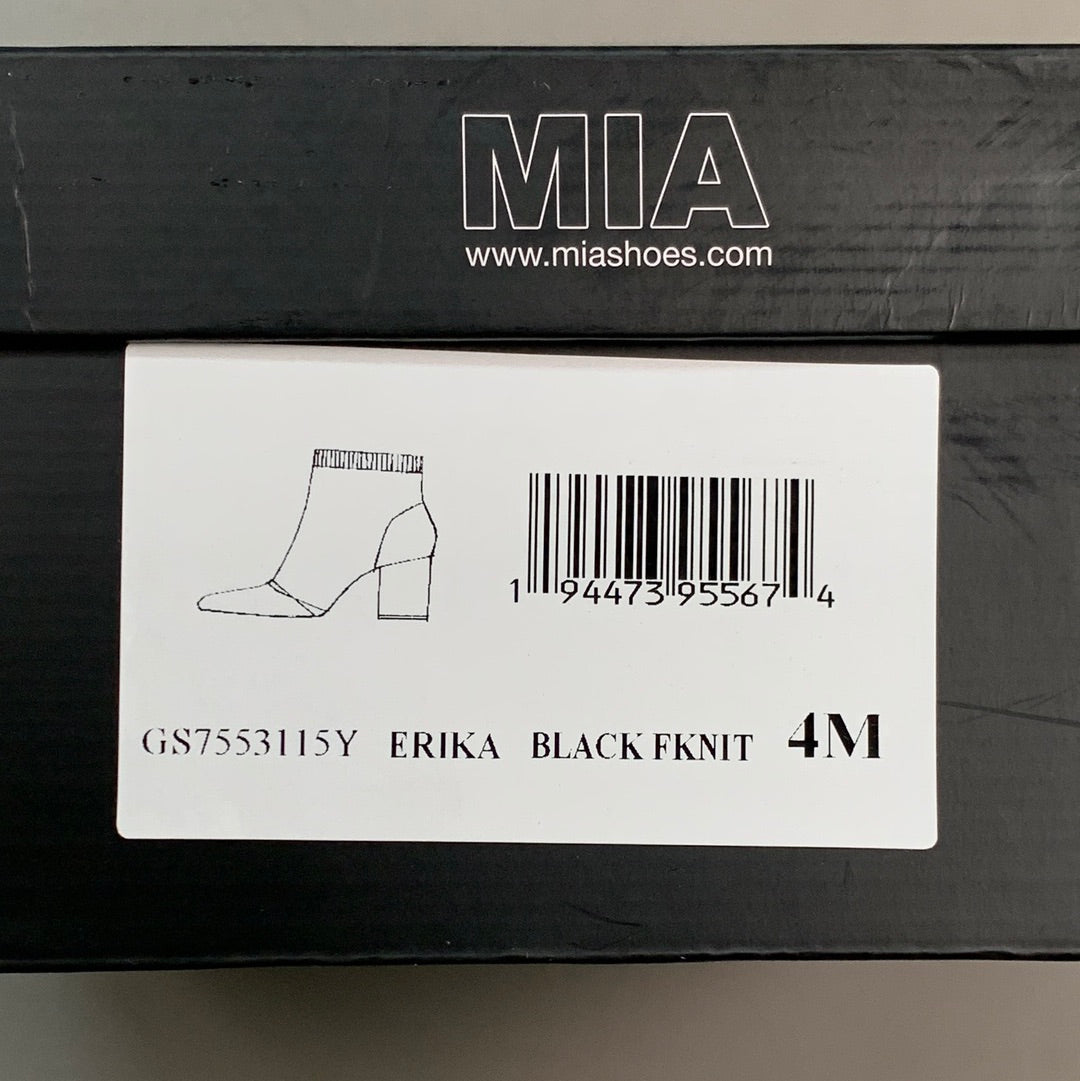 MIA
www.miashoes.com
1 94473 95567 4
GS7553115Y ERIKA BLACK FKNIT 4M